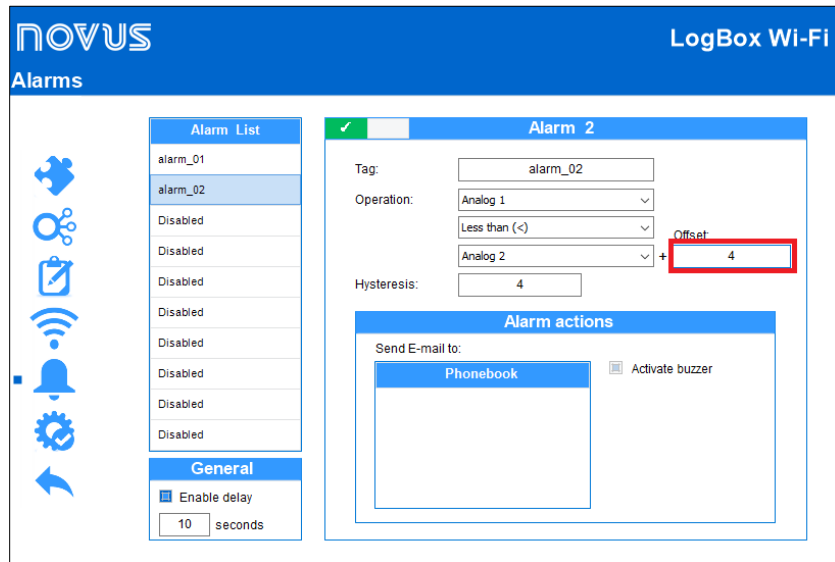 NOVUS
LogBox Wi-Fi
Alarms
Alarm List
alarm_01
alarm_02
Disabled
Disabled
Disabled
Disabled
Disabled
Disabled
Disabled
Disabled
General
Enable delay
10 seconds
Alarm 2
Tag: alarm_02
Operation: Analog 1
Less than (<)
Offset:
Analog 2 + 4
Hysteresis: 4
Alarm actions
Send E-mail to:
Phonebook
Activate buzzer